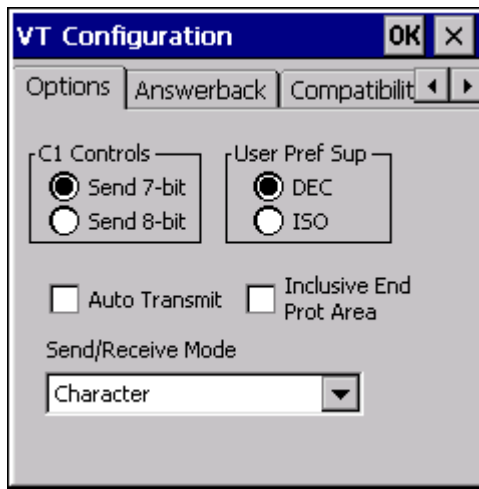 VT Configuration OK ×
Options Answerback Compatibilit
C1 Controls User Pref Sup
Send 7-bit DEC
Send 8-bit ISO
Auto Transmit Inclusive End
Prot Area
Send/Receive Mode
Character